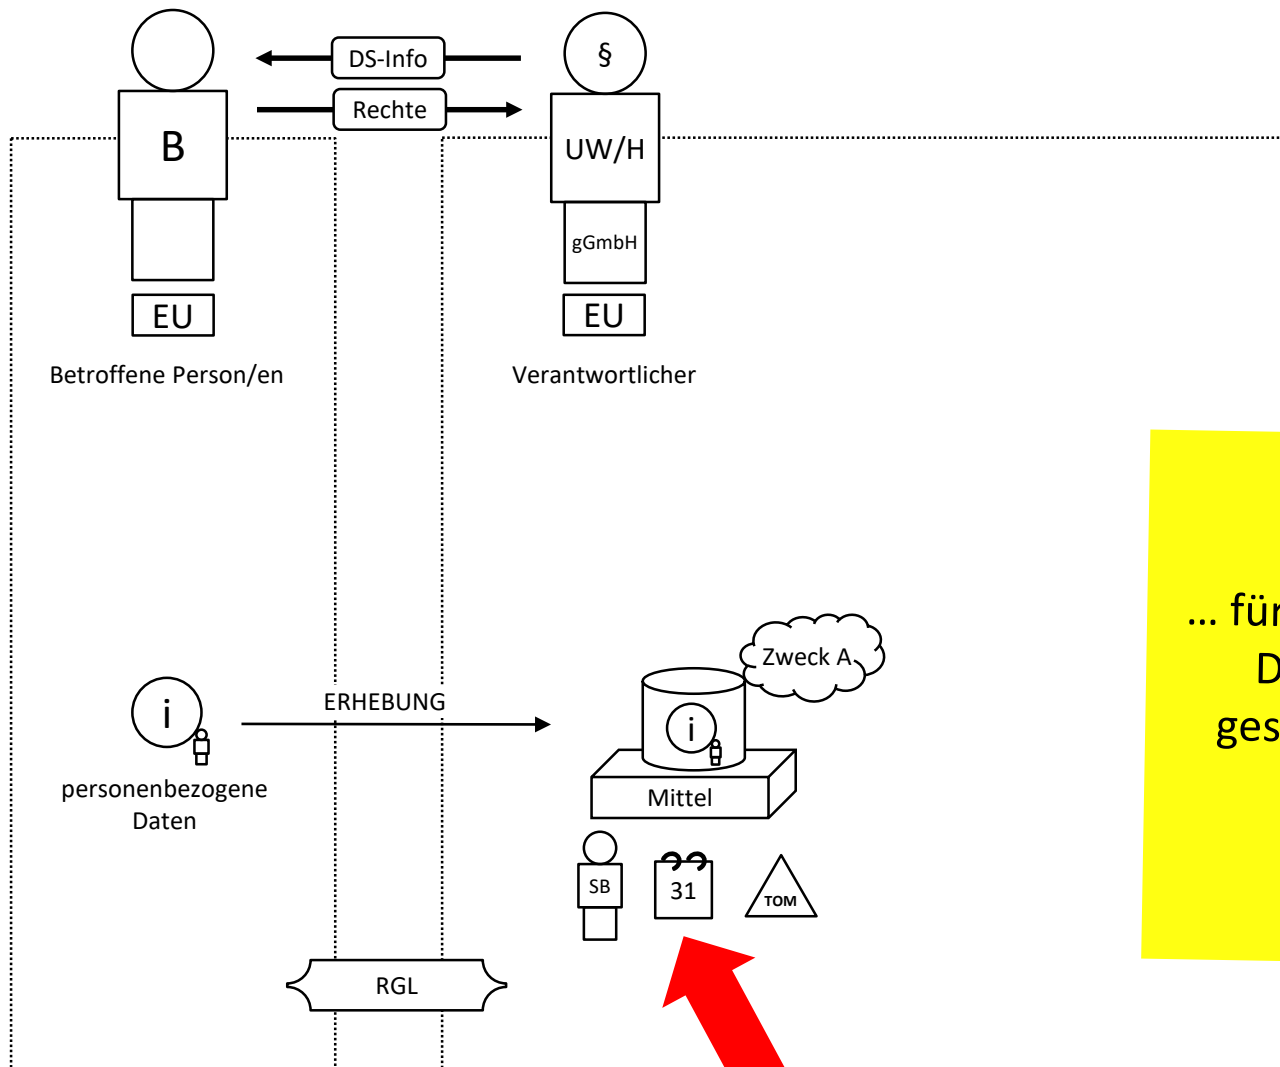 DS-Info
§
Rechte
B
UW/H
gGmbH
EU
EU
Betroffene Person/en
Verantwortlicher
… für
D
ges
Zweck A
ERHEBUNG
i
i
personenbezogene
Daten
Mittel
SB
31
TOM
RGL